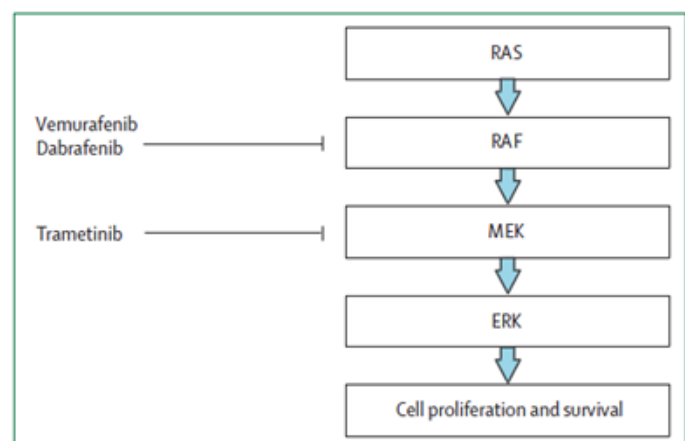 RAS
Vemurafenib
Dabrafenib
RAF
Trametinib
MEK
ERK
Cell proliferation and survival